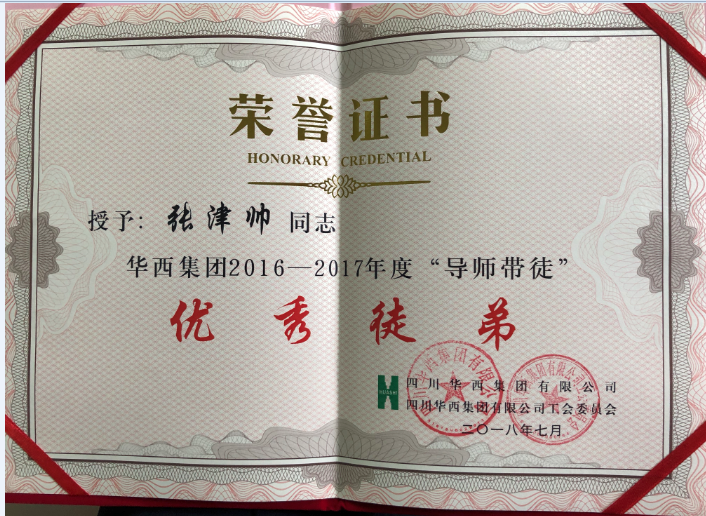 荣誉证书
HONORARY CREDENTIAL
授予: 张津帅 同志
华西集团2016—2017年度“导师带徒”
优秀徒弟
四川华西集团有限公司
四川华西集团有限公司工会委员会
二〇一八年七月